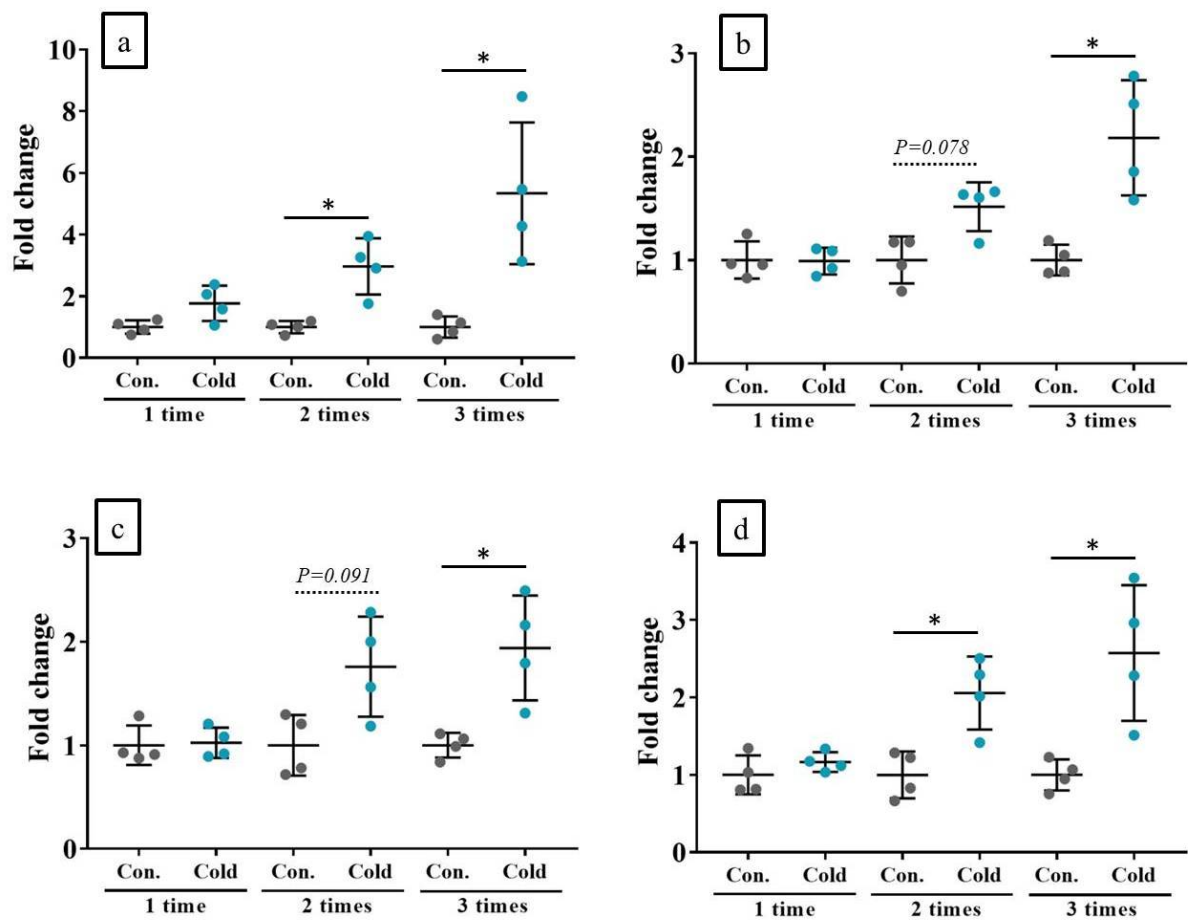 a
10
8
6
4
2
0
Fold change
*
*
Con. Cold Con. Cold Con. Cold
1 time 2 times 3 times
b
3
2
1
0
Fold change
P=0.078
*
Con. Cold Con. Cold Con. Cold
1 time 2 times 3 times
c
3
2
1
0
Fold change
P=0.091
*
Con. Cold Con. Cold Con. Cold
1 time 2 times 3 times
d
4
3
2
1
0
Fold change
*
*
Con. Cold Con. Cold Con. Cold
1 time 2 times 3 times